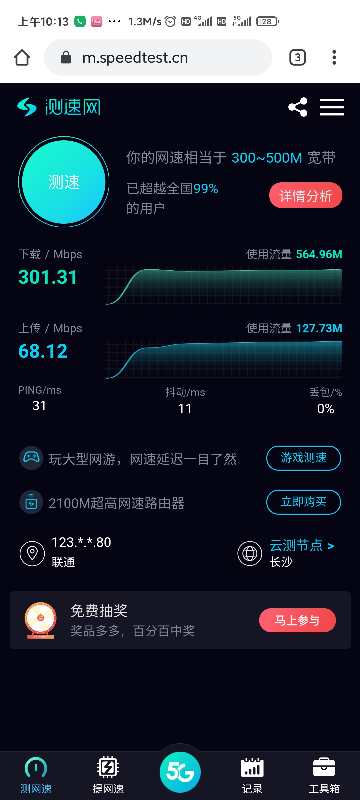 上午10:13 ··· 1.3M/s HD 4G HD 28
m.speedtest.cn 3
测速网
测速
你的网速相当于 300~500M 宽带
已超越全国99%
的用户
详情分析
下载 / Mbps 使用流量 564.96M
301.31
上传 / Mbps 使用流量 127.73M
68.12
PING/ms 抖动/ms 丢包/%
31 11 0%
玩大型网游，网速延迟一目了然 游戏测速
2100M超高网速路由器 立即购买
123.*.*.80 云测节点 >
联通 长沙
免费抽奖
奖品多多，百分百中奖
马上参与
5G
测网速 提网速 记录 工具箱